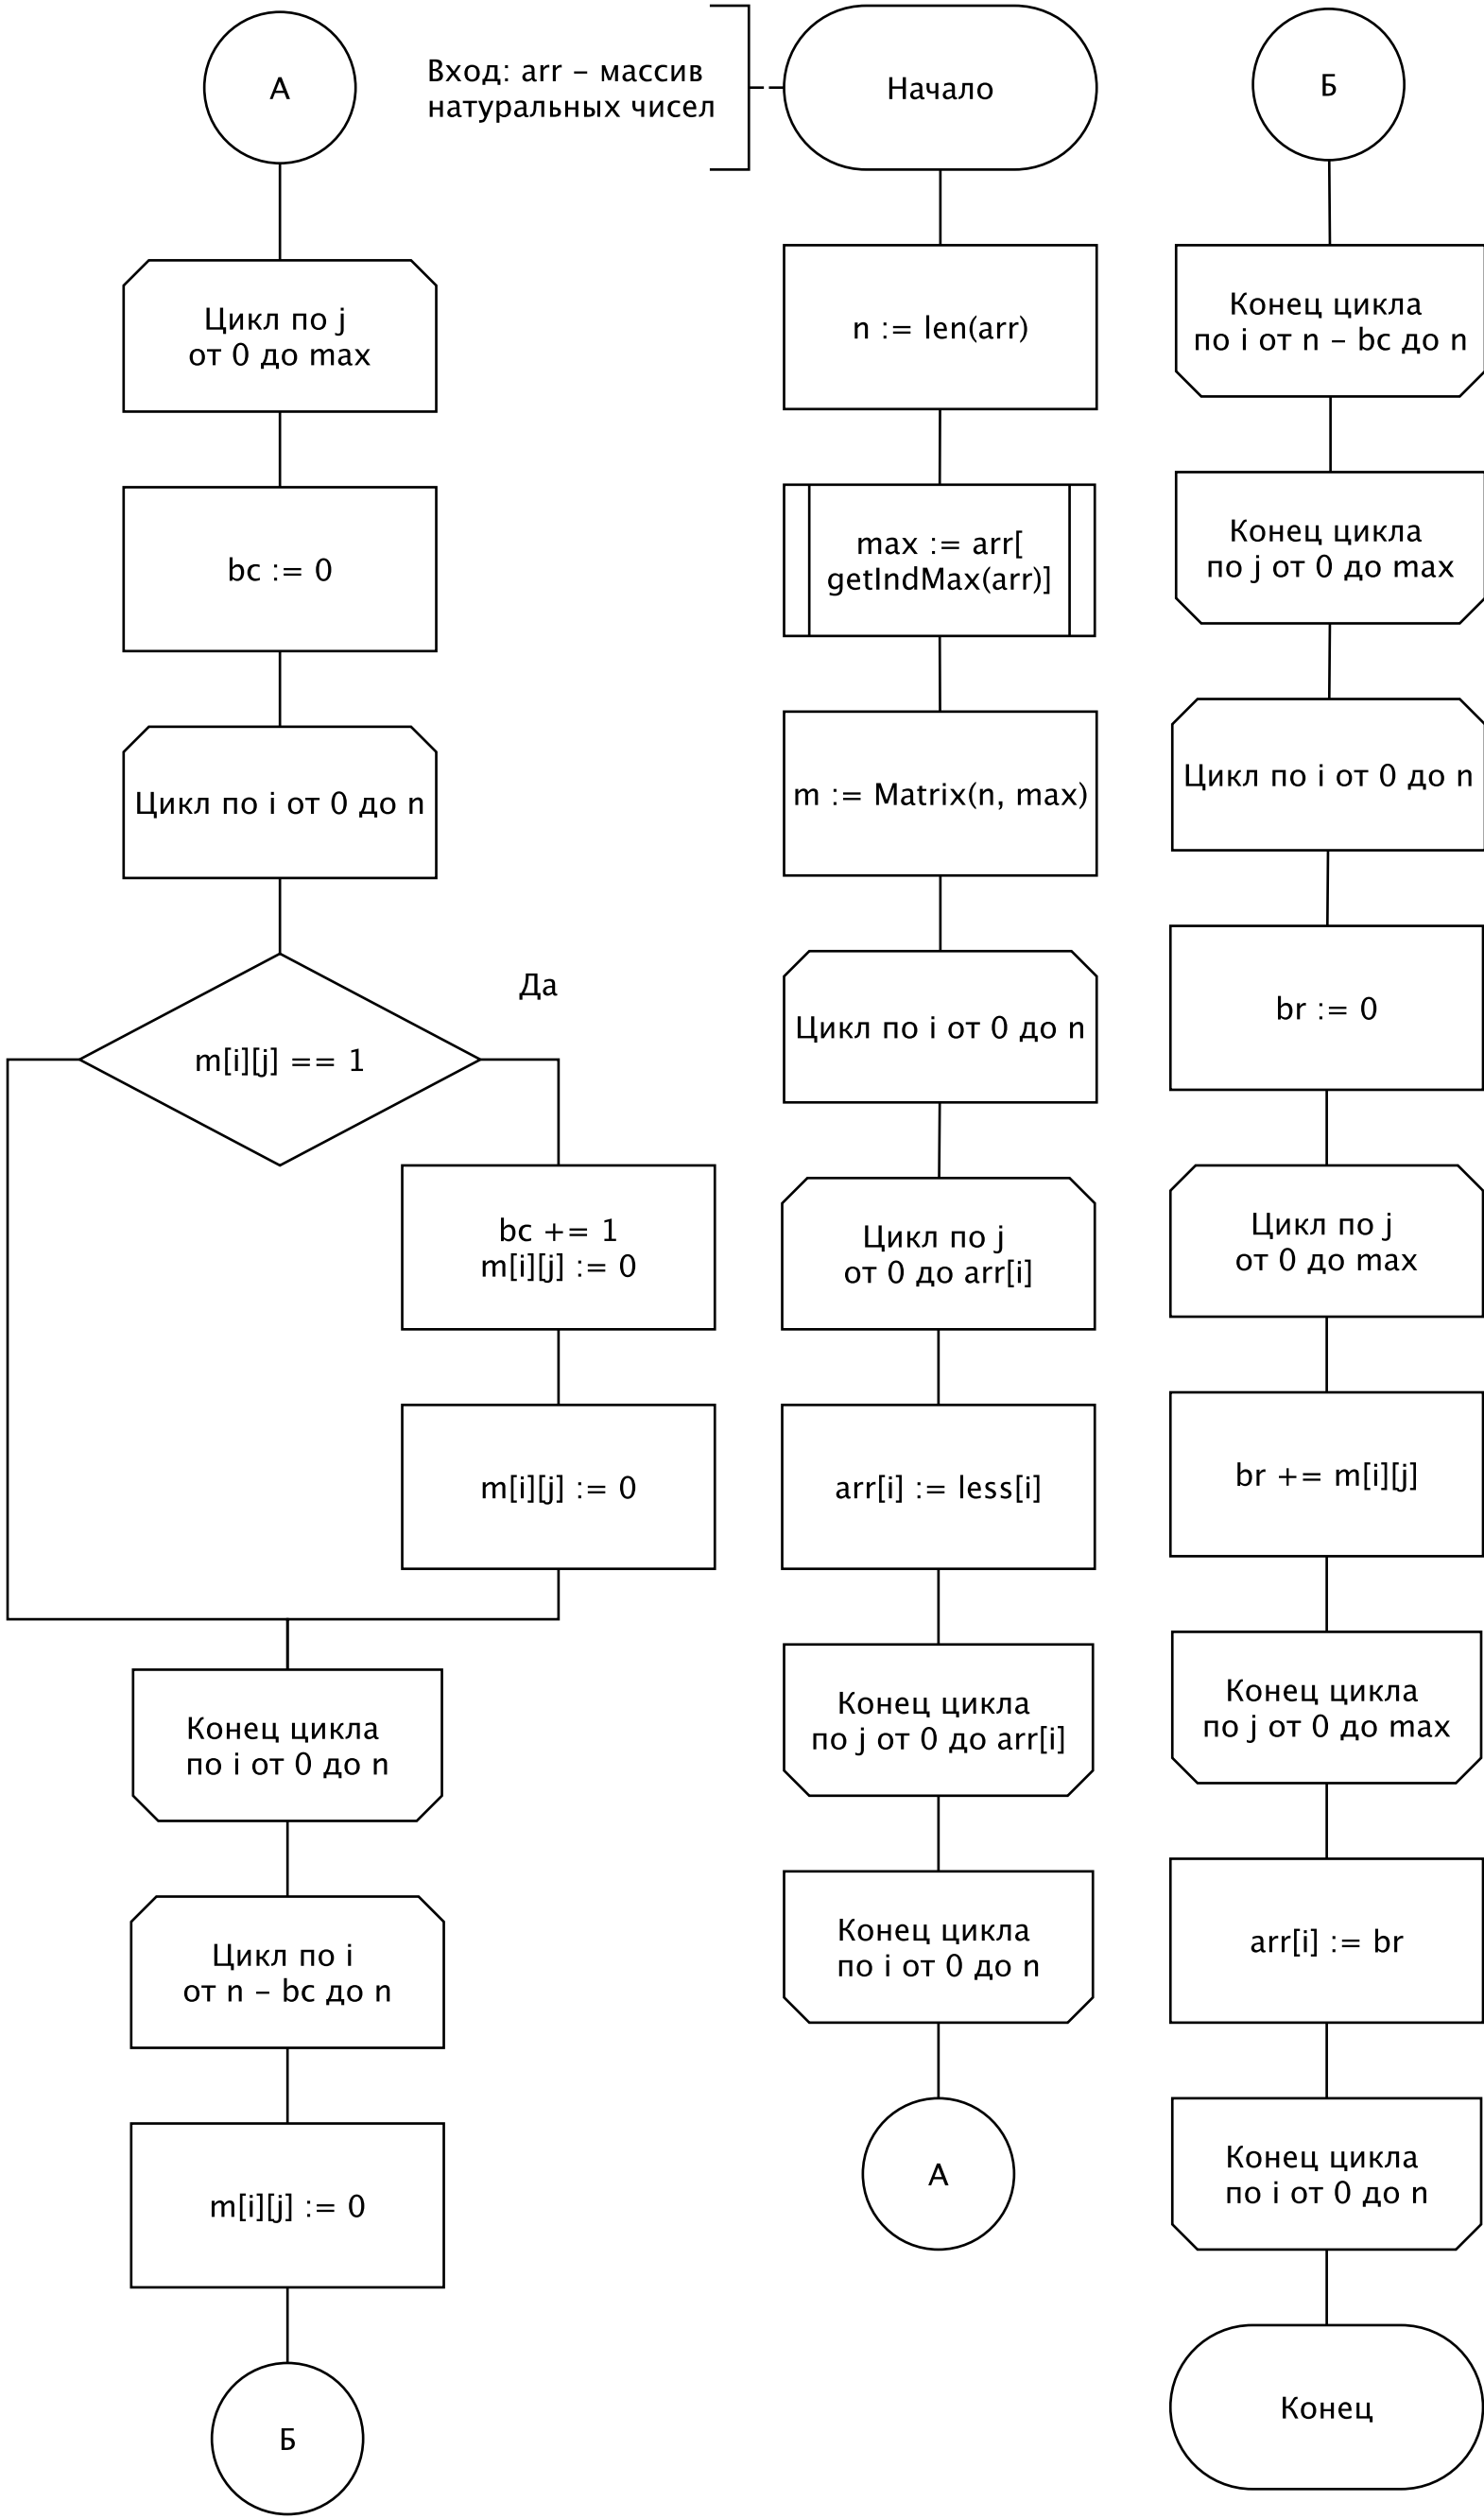 А
Цикл по j
от 0 до max
bc := 0
Цикл по i от 0 до n
m[i][j] == 1
Да
bc += 1
m[i][j] := 0
m[i][j] := 0
Конец цикла
по i от 0 до n
Цикл по i
от n – bc до n
m[i][j] := 0
Б
Вход: arr – массив
натуральных чисел
Начало
n := len(arr)
max := arr[
getIndMax(arr)]
m := Matrix(n, max)
Цикл по i от 0 до n
Цикл по j
от 0 до arr[i]
arr[i] := less[i]
Конец цикла
по j от 0 до arr[i]
Конец цикла
по i от 0 до n
А
Б
Конец цикла
по i от n – bc до n
Конец цикла
по j от 0 до max
Цикл по i от 0 до n
br := 0
Цикл по j
от 0 до max
br += m[i][j]
Конец цикла
по j от 0 до max
arr[i] := br
Конец цикла
по i от 0 до n
Конец